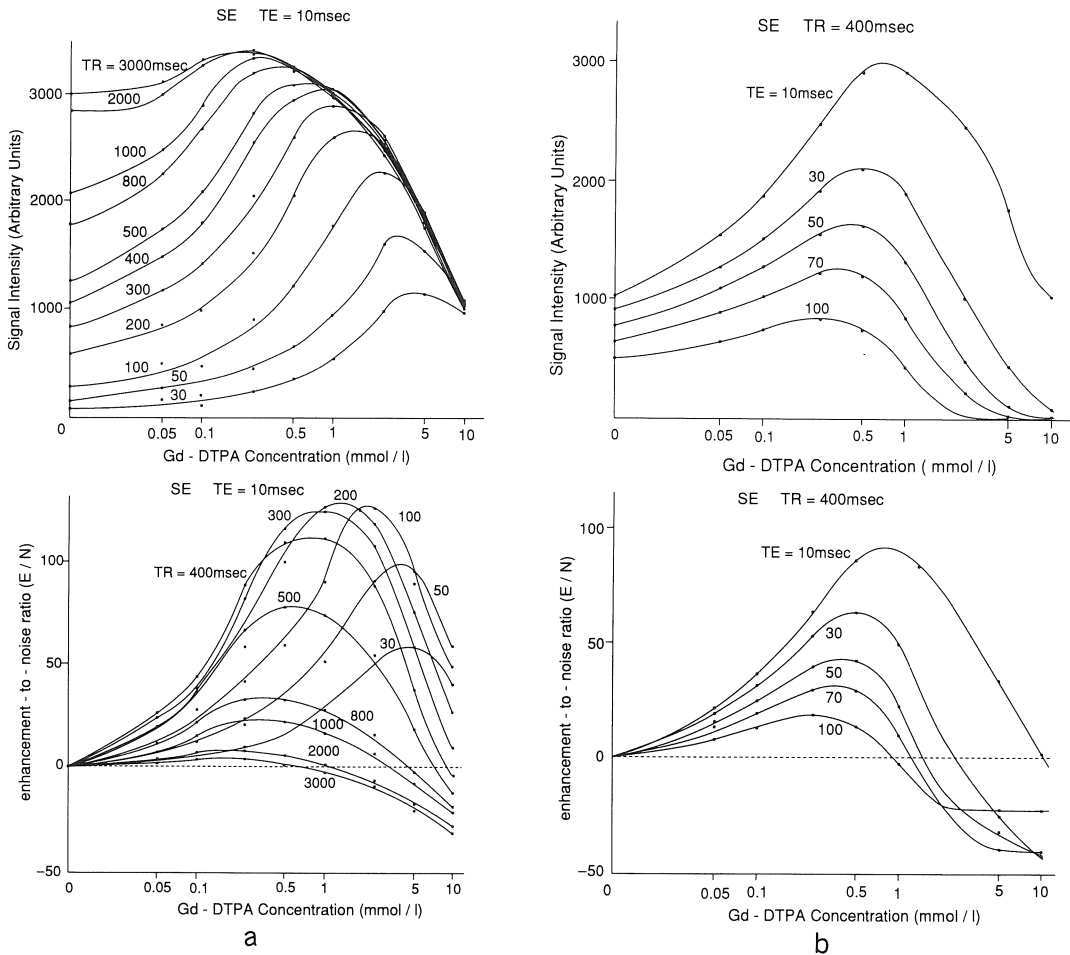 SE TE = 10msec
Signal Intensity (Arbitrary Units)
3000
2000
1000
0
TR = 3000msec
2000
1000
800
500
400
300
200
100
50
30
0.05 0.1 0.5 1 5 10
Gd - DTPA Concentration (mmol / l)
SE TR = 400msec
Signal Intensity (Arbitrary Units)
3000
2000
1000
TE = 10msec
30
50
70
100
0 0.05 0.1 0.5 1 5 10
Gd - DTPA Concentration ( mmol / l)
SE TE = 10msec
enhancement - to - noise ratio (E / N)
100
50
0
−50
200
300
100
TR = 400msec
50
500
30
800
1000
2000
3000
0 0.05 0.1 0.5 1 5 10
Gd - DTPA Concentration (mmol / l)
a
SE TR = 400msec
enhancement - to - noise ratio (E / N)
100
50
0
−50
TE = 10msec
30
50
70
100
0 0.05 0.1 0.5 1 5 10
Gd - DTPA Concentration (mmol / l)
b